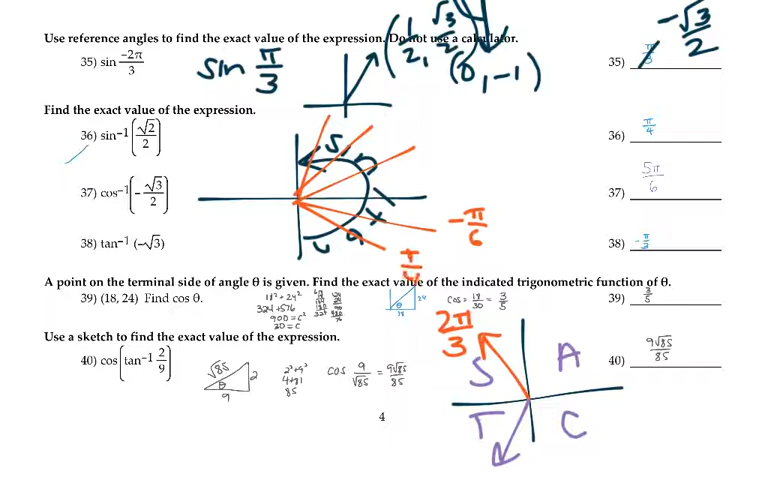 Use reference angles to find the exact value of the expression. Do not use a calculator.
35) sin -2π/3
sin π/3
(1/2, √3/2)
(0, -1)
35) -√3/2
Find the exact value of the expression.
36) sin⁻¹(√2/2)
36) π/4
37) cos⁻¹(-√3/2)
37) 5π/6
-π/6
38) tan⁻¹ (-√3)
38) -π/3
A point on the terminal side of angle θ is given. Find the exact value of the indicated trigonometric function of θ.
39) (18, 24) Find cos θ.
18² + 24²
324 + 576
900 = c²
30 = c
θ
24
18
cos = 18/30 = 3/5
39) 3/5
Use a sketch to find the exact value of the expression.
40) cos(tan⁻¹ 2/9)
√85
θ
2
9
2² + 9²
4 + 81
85
cos 9/√85 = 9√85/85
2π/3
S A
T C
40) 9√85/85
4